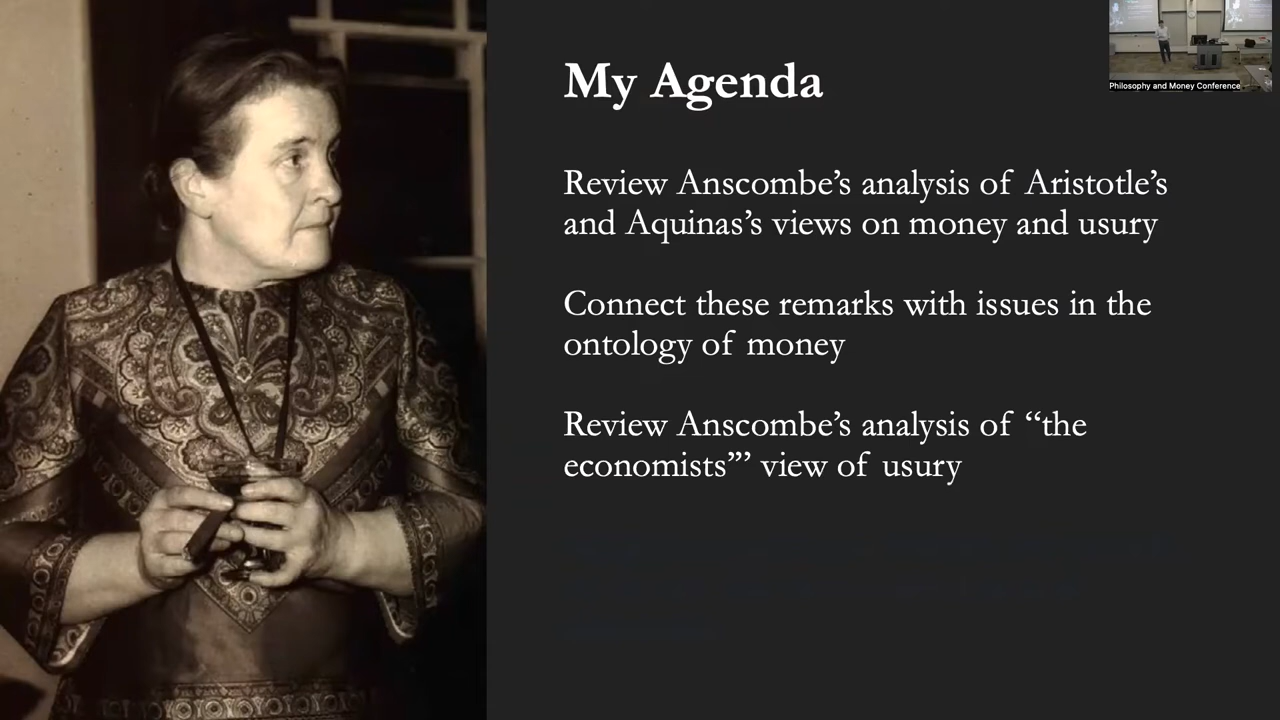 My Agenda
Philosophy and Money Conference
Review Anscombe’s analysis of Aristotle’s
and Aquinas’s views on money and usury
Connect these remarks with issues in the
ontology of money
Review Anscombe’s analysis of “the
economists”’ view of usury